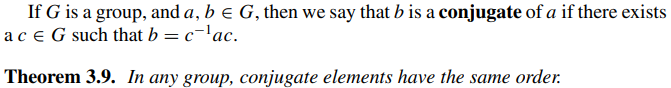 If G is a group, and a, b ∈ G, then we say that b is a conjugate of a if there exists
a c ∈ G such that b = c⁻¹ac.
Theorem 3.9. In any group, conjugate elements have the same order.